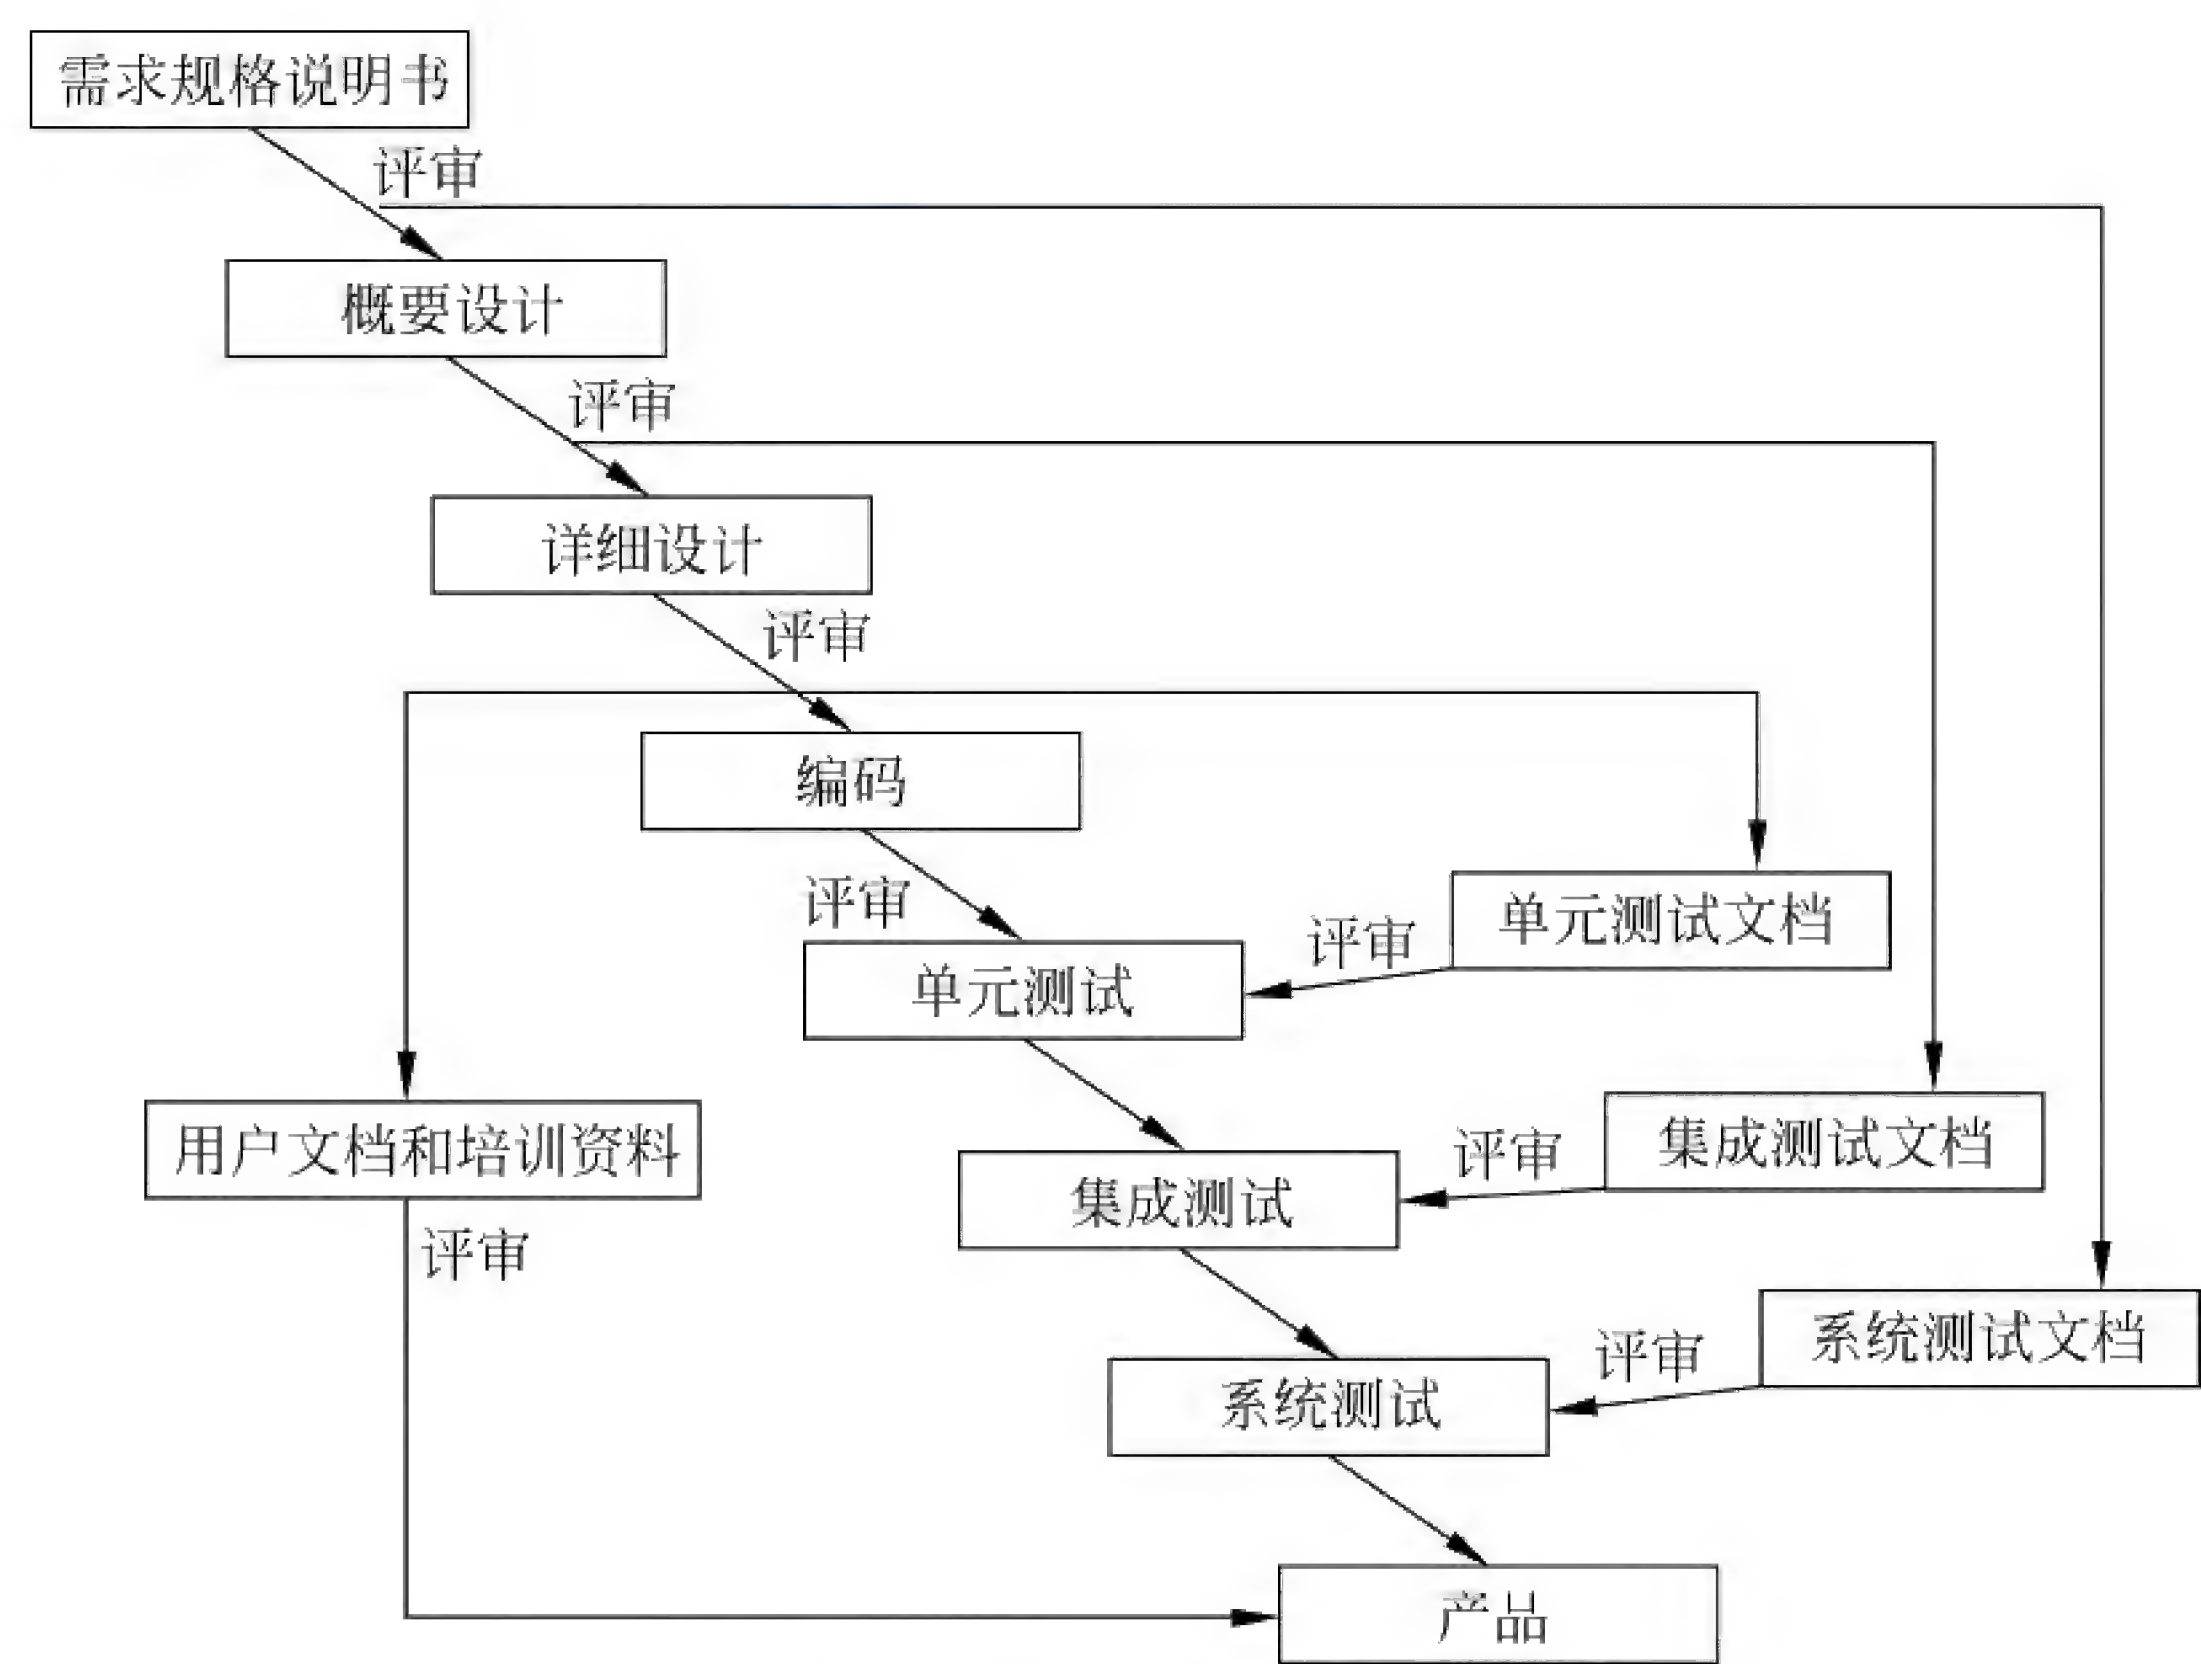 需求规格说明书
评审
概要设计
评审
详细设计
评审
编码
评审
单元测试文档
评审
单元测试
用户文档和培训资料
集成测试文档
评审
集成测试
评审
系统测试文档
评审
系统测试
产品